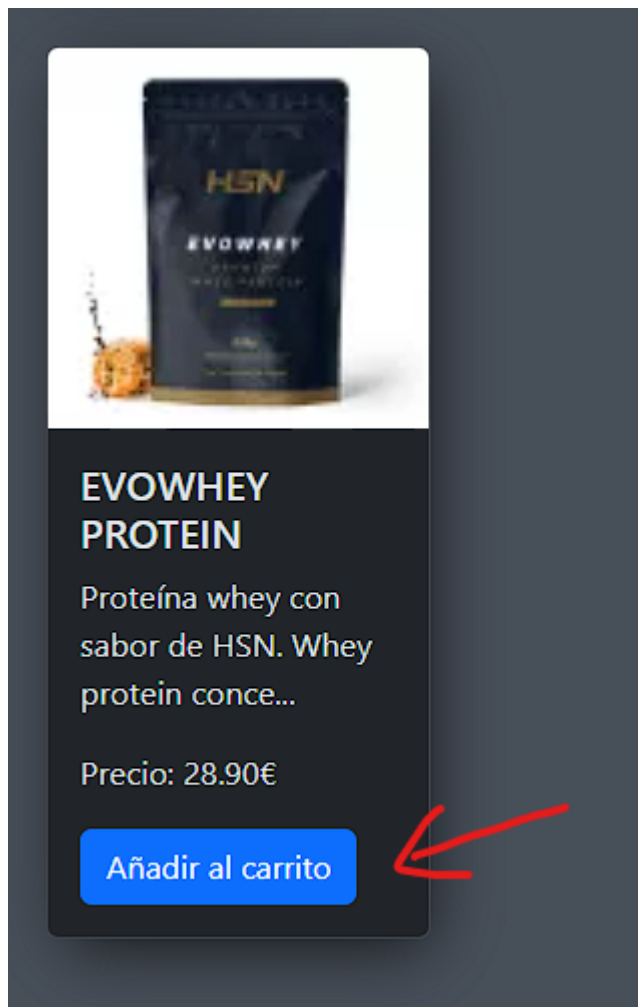 HSN
EVOWHEY
EVOWHEY
PROTEIN
Proteína whey con
sabor de HSN. Whey
protein conce...
Precio: 28.90€
Añadir al carrito